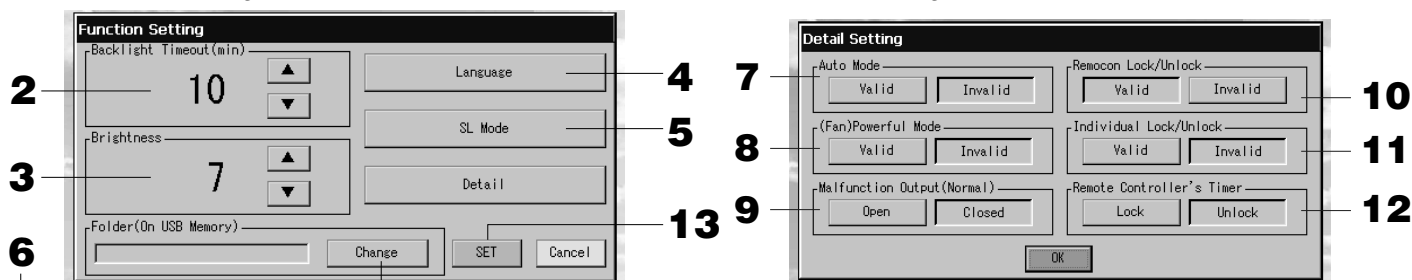 Function Setting
Backlight Timeout(min)
10
Language
2
4
SL Mode
5
Brightness
7
3
Detail
13
Folder(On USB Memory)
6
Change
SET
Cancel
Detail Setting
Auto Mode
Remocon Lock/Unlock
7
Valid
Invalid
Valid
Invalid
10
(Fan)Powerful Mode
Individual Lock/Unlock
8
Valid
Invalid
Valid
Invalid
11
Malfunction Output(Normal)
Remote Controller's Timer
9
Open
Closed
Lock
Unlock
12
OK